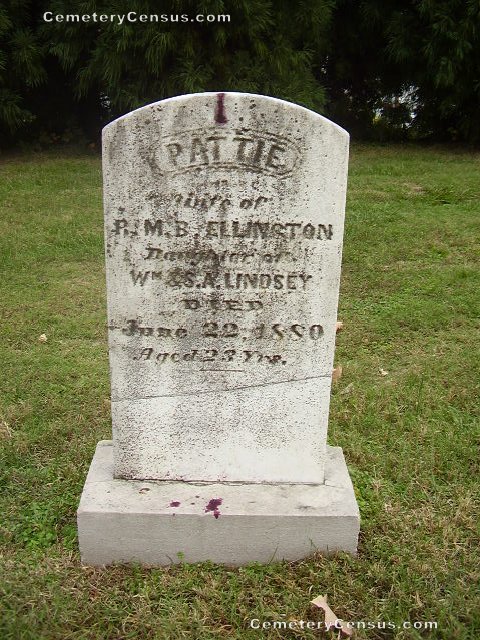 CemeteryCensus.com
PATTIE
Wife of
R.M.B. ELLINGTON
Daughter of
Wm & S.A. LINDSEY
DIED
June 22, 1880
Aged 23 Yrs.
CemeteryCensus.com